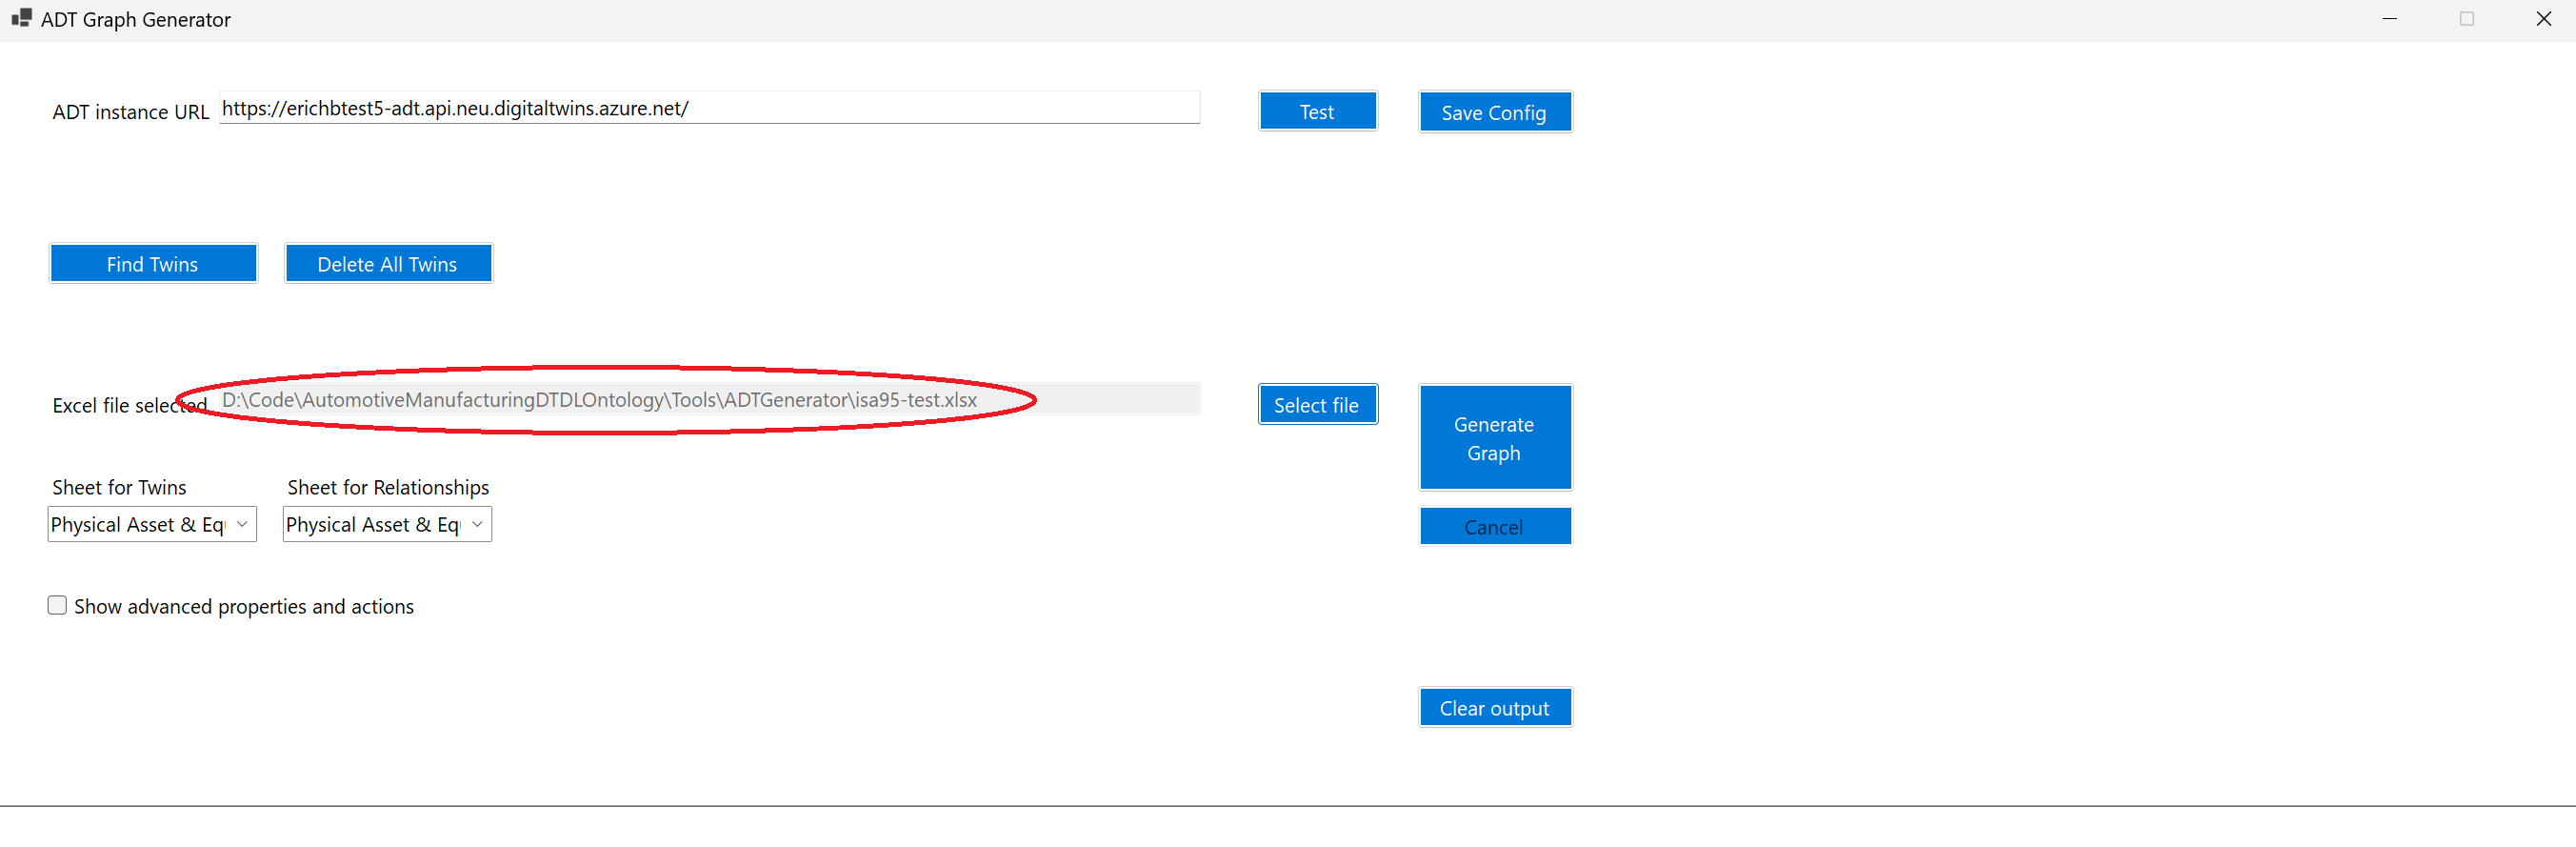 ADT Graph Generator
ADT instance URL https://erichbtest5-adt.api.neu.digitaltwins.azure.net/ Test Save Config
Find Twins Delete All Twins
Excel file selected D:\Code\AutomotiveManufacturingDTDLOntology\Tools\ADTGenerator\isa95-test.xlsx Select file
Generate
Graph
Sheet for Twins Sheet for Relationships
Physical Asset & Eq Physical Asset & Eq
Cancel
Show advanced properties and actions
Clear output